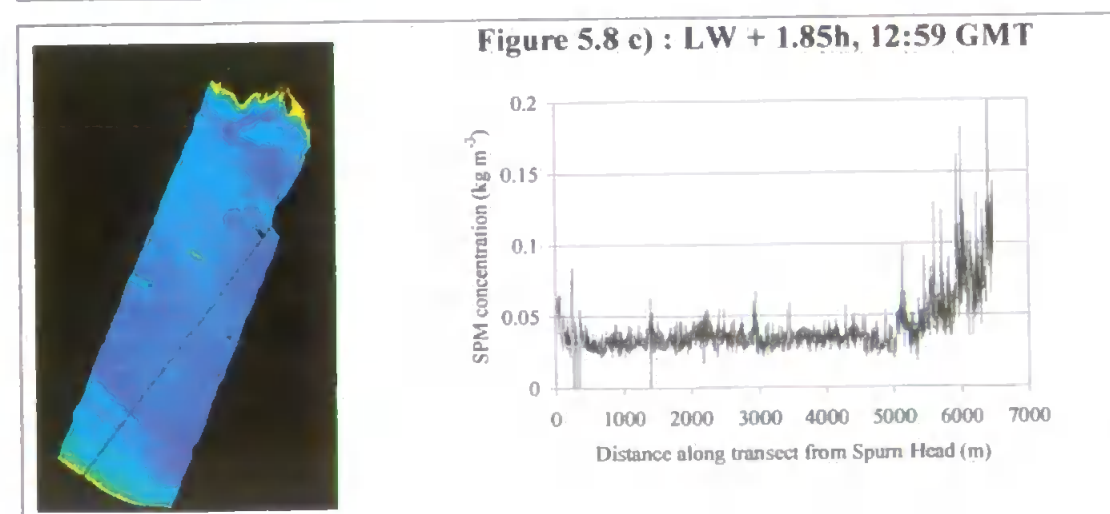 Figure 5.8 c) : LW + 1.85h, 12:59 GMT
SPM concentration (kg m⁻³)
0.2
0.15
0.1
0.05
0
0 1000 2000 3000 4000 5000 6000 7000
Distance along transect from Spurn Head (m)